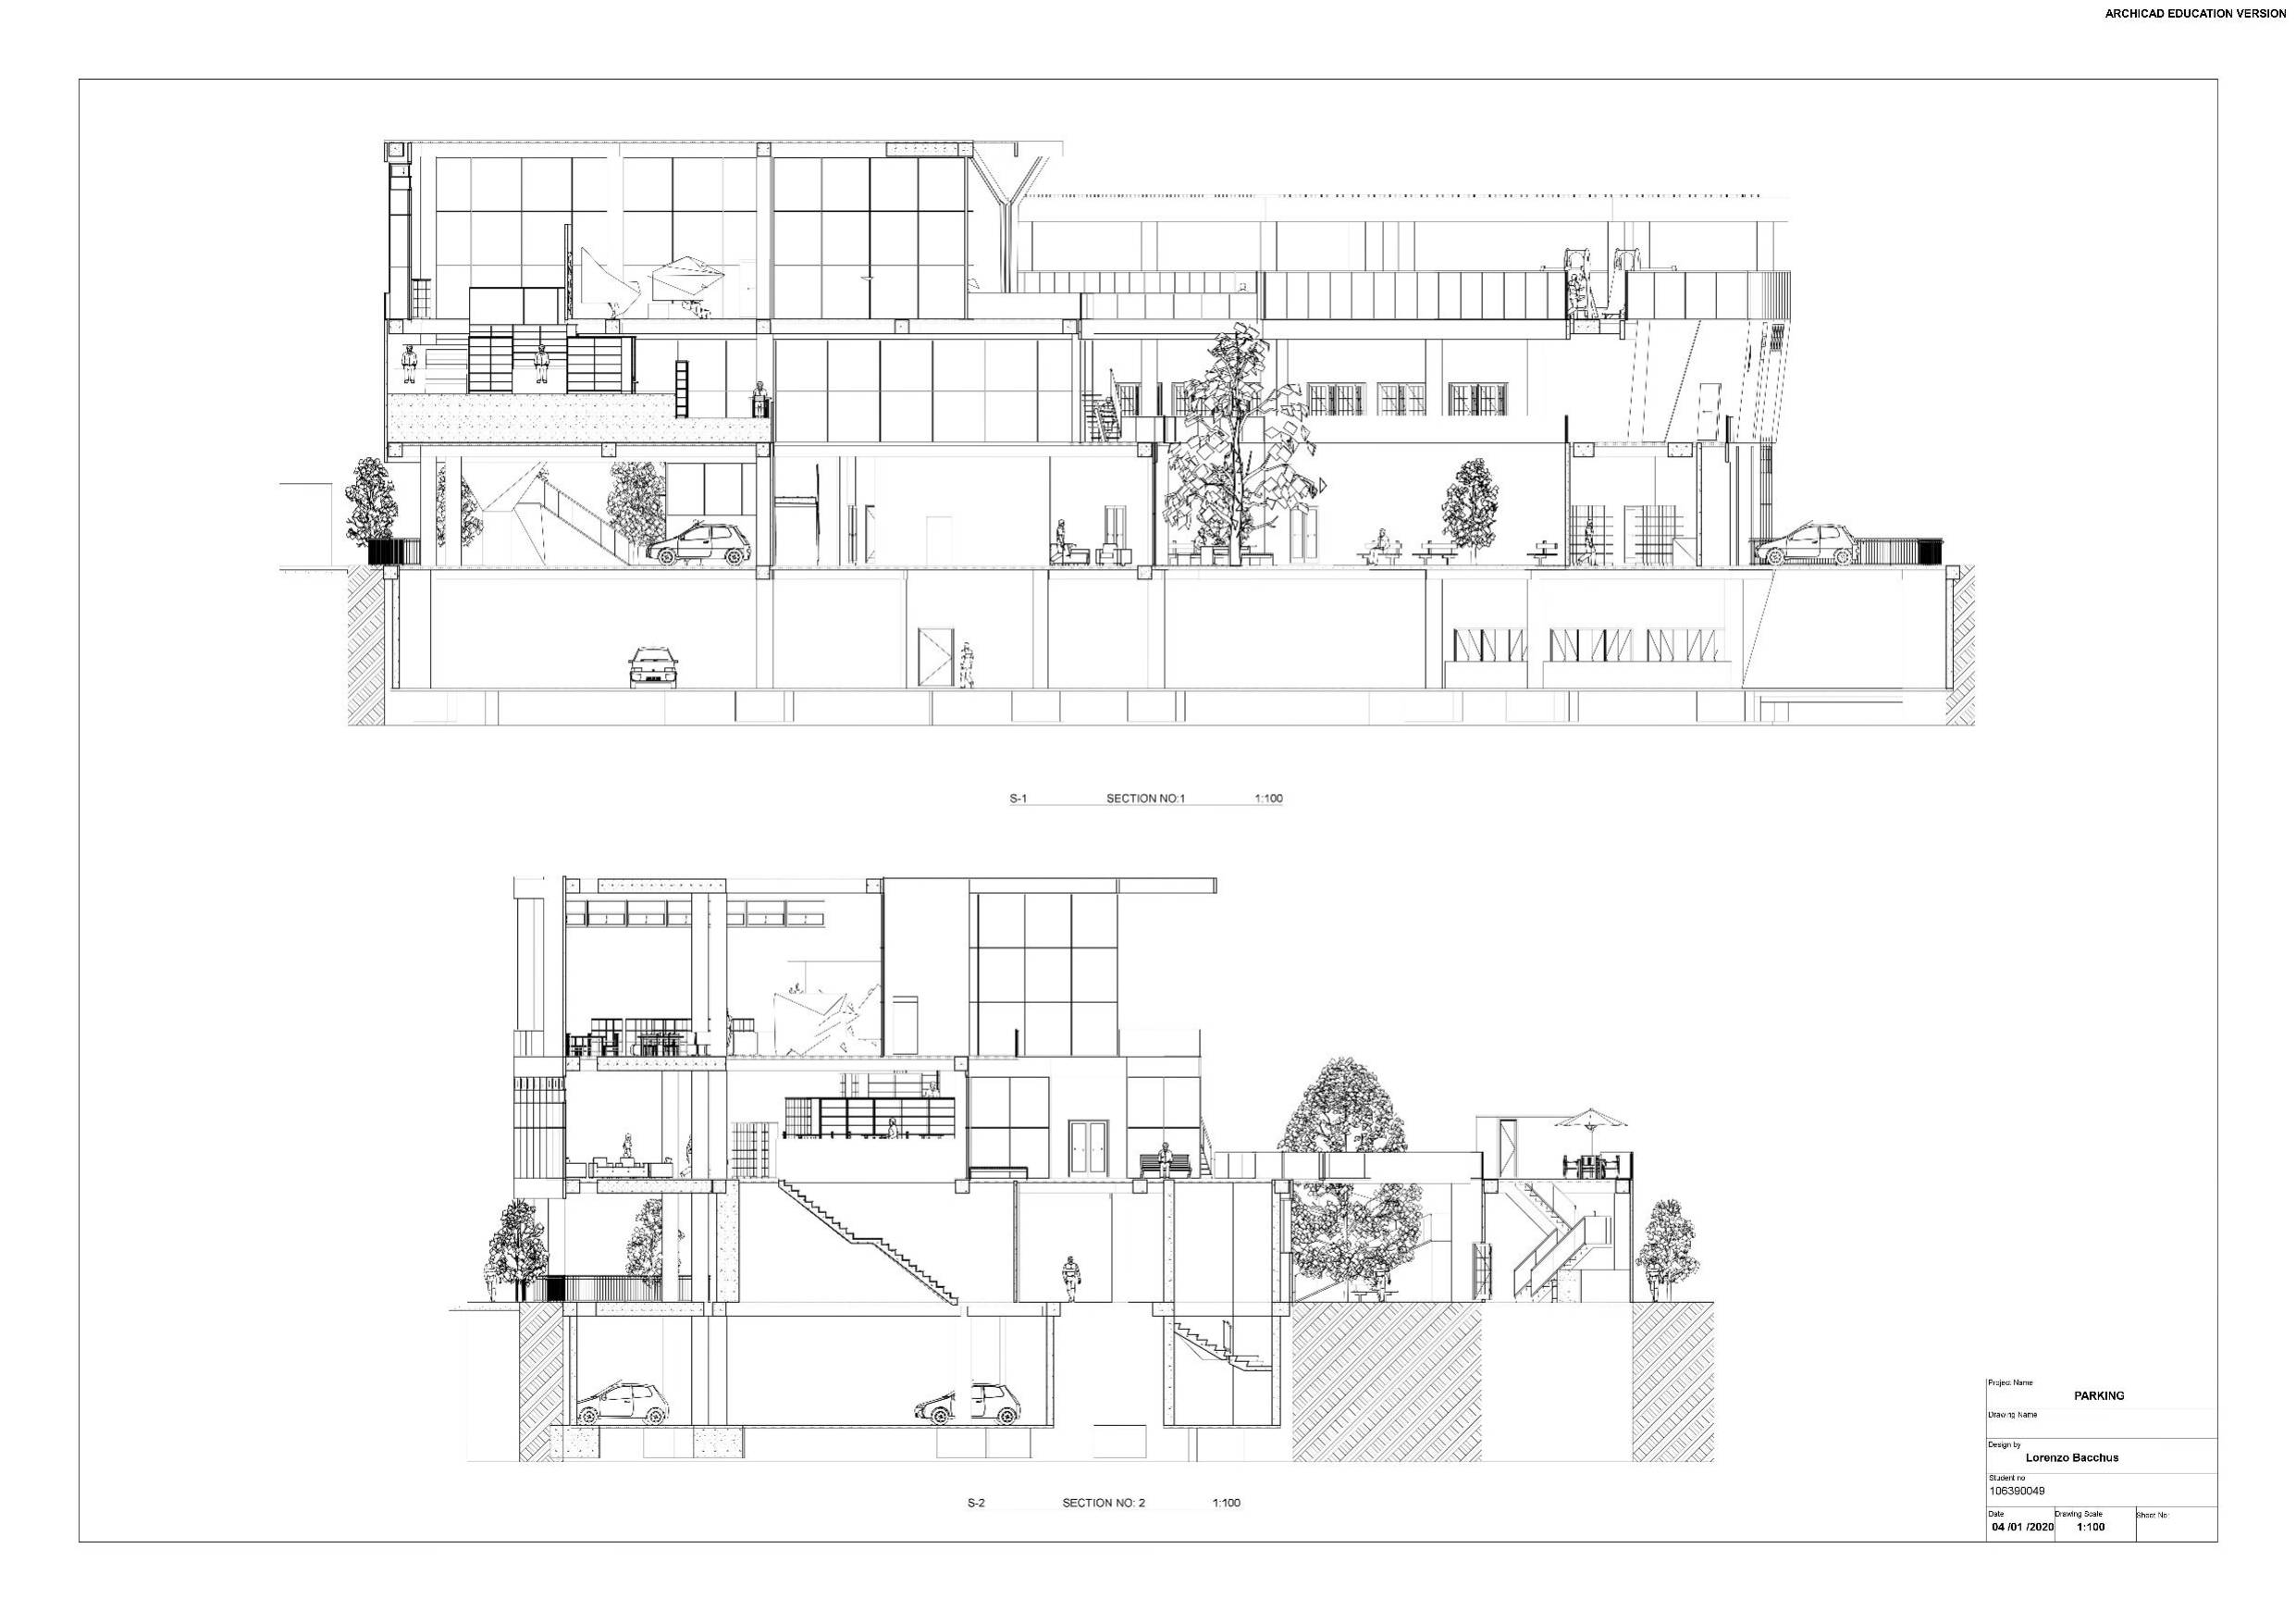 ARCHICAD EDUCATION VERSION
S-1 SECTION NO:1 1:100
S-2 SECTION NO: 2 1:100
Project Name
PARKING
Drawing Name
Design by
Lorenzo Bacchus
Student no
106390049
Date Drawing Scale Sheet No:
04 /01 /2020 1:100